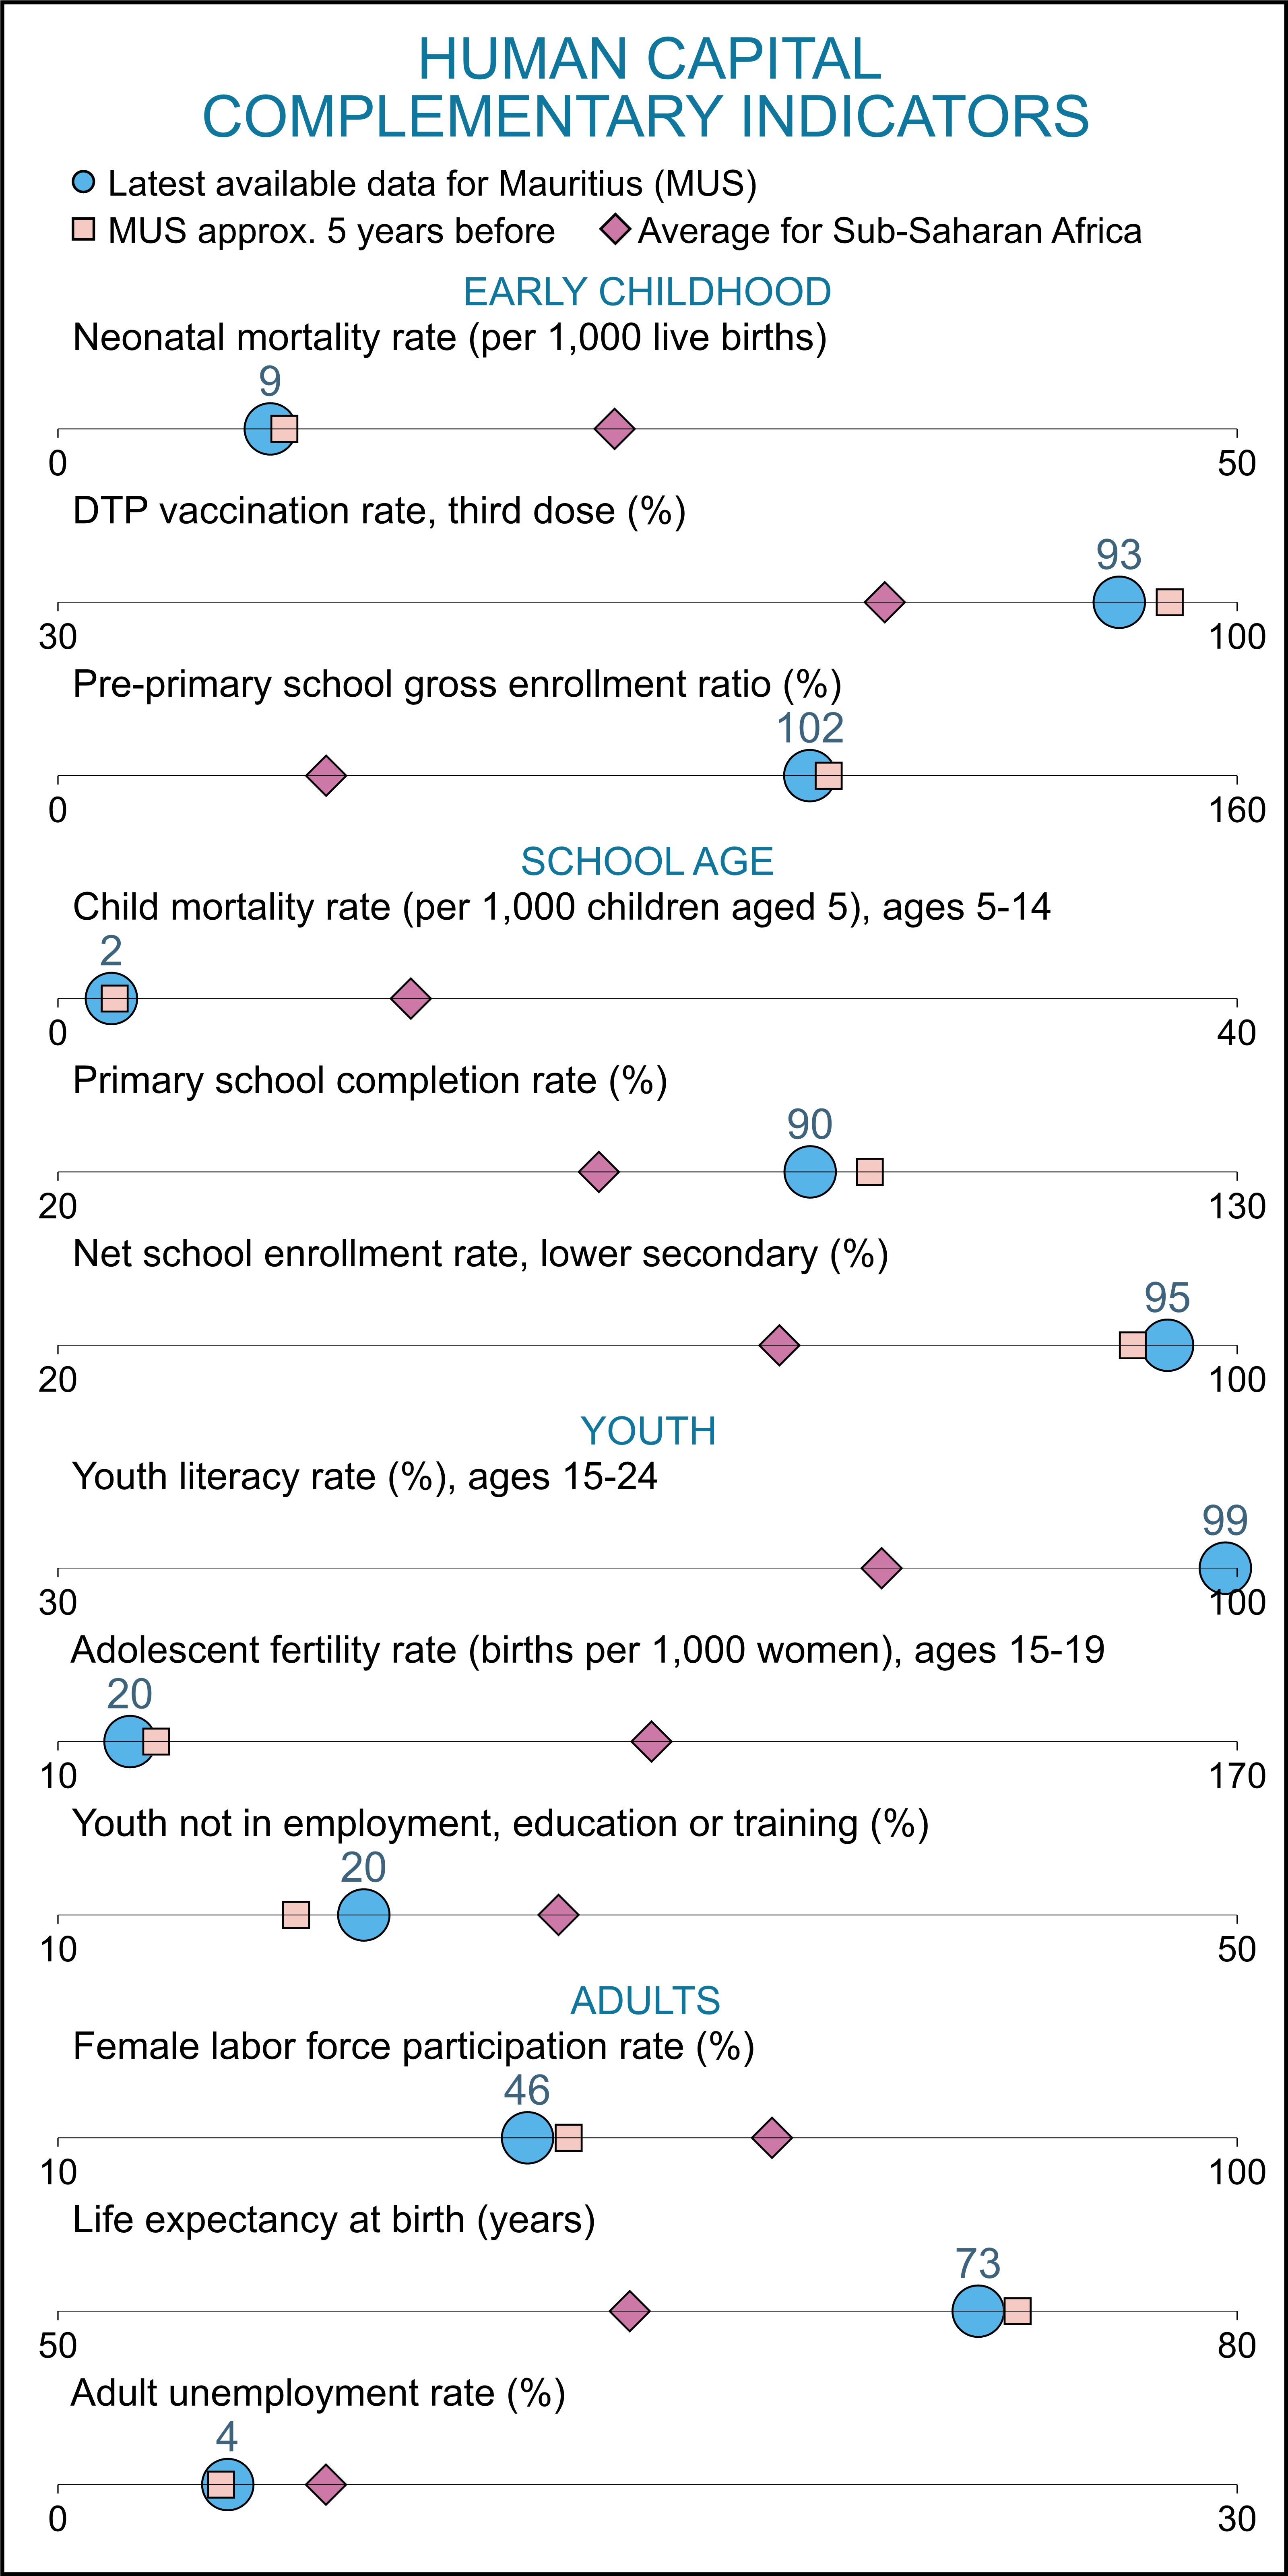 HUMAN CAPITAL
COMPLEMENTARY INDICATORS
Latest available data for Mauritius (MUS)
MUS approx. 5 years before Average for Sub-Saharan Africa
EARLY CHILDHOOD
Neonatal mortality rate (per 1,000 live births)
9
0 50
DTP vaccination rate, third dose (%)
93
30 100
Pre-primary school gross enrollment ratio (%)
102
0 160
SCHOOL AGE
Child mortality rate (per 1,000 children aged 5), ages 5-14
2
0 40
Primary school completion rate (%)
90
20 130
Net school enrollment rate, lower secondary (%)
95
20 100
YOUTH
Youth literacy rate (%), ages 15-24
99
30 100
Adolescent fertility rate (births per 1,000 women), ages 15-19
20
10 170
Youth not in employment, education or training (%)
20
10 50
ADULTS
Female labor force participation rate (%)
46
10 100
Life expectancy at birth (years)
73
50 80
Adult unemployment rate (%)
4
0 30